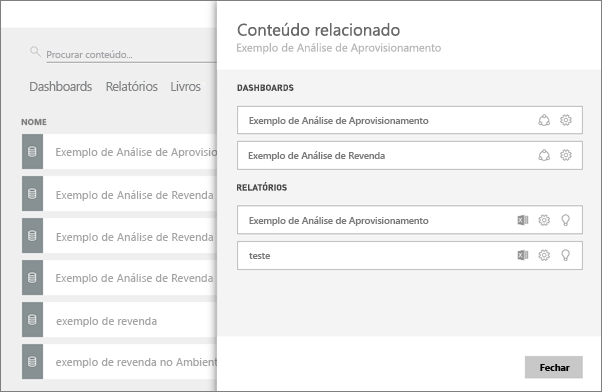 Procurar conteúdo...
Dashboards Relatórios Livros
NOME
Exemplo de Análise de Aprovisio
Exemplo de Análise de Revenda
Exemplo de Análise de Revenda
Exemplo de Análise de Revenda
exemplo de revenda
exemplo de revenda no Ambient
Conteúdo relacionado
Exemplo de Análise de Aprovisionamento
DASHBOARDS
Exemplo de Análise de Aprovisionamento
Exemplo de Análise de Revenda
RELATÓRIOS
Exemplo de Análise de Aprovisionamento
teste
Fechar